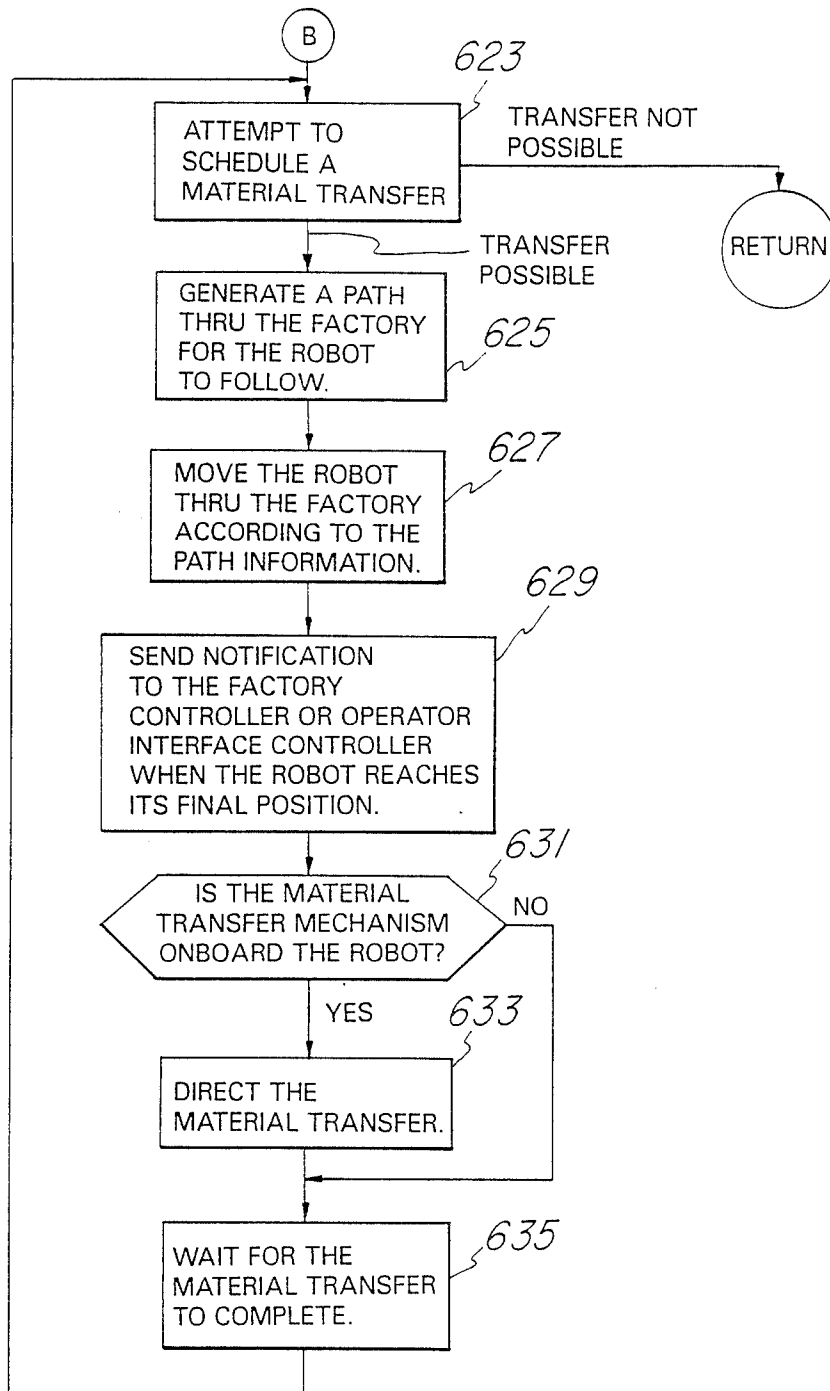 B
623
ATTEMPT TO
SCHEDULE A
MATERIAL TRANSFER
TRANSFER NOT
POSSIBLE
RETURN
TRANSFER
POSSIBLE
GENERATE A PATH
THRU THE FACTORY
FOR THE ROBOT
TO FOLLOW.
625
627
MOVE THE ROBOT
THRU THE FACTORY
ACCORDING TO THE
PATH INFORMATION.
629
SEND NOTIFICATION
TO THE FACTORY
CONTROLLER OR OPERATOR
INTERFACE CONTROLLER
WHEN THE ROBOT REACHES
ITS FINAL POSITION.
631
IS THE MATERIAL
TRANSFER MECHANISM
ONBOARD THE ROBOT?
NO
YES
633
DIRECT THE
MATERIAL TRANSFER.
635
WAIT FOR THE
MATERIAL TRANSFER
TO COMPLETE.